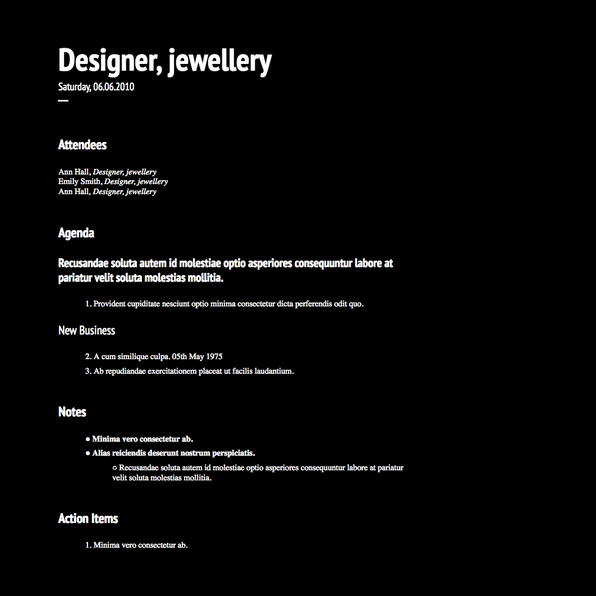 Designer, jewellery
Saturday, 06.06.2010
—
Attendees
Ann Hall, Designer, jewellery
Emily Smith, Designer, jewellery
Ann Hall, Designer, jewellery
Agenda
Recusandae soluta autem id molestiae optio asperiores consequuntur labore at
pariatur velit soluta molestias mollitia.
1. Provident cupiditate nesciunt optio minima consectetur dicta perferendis odit quo.
New Business
2. A cum similique culpa. 05th May 1975
3. Ab repudiandae exercitationem placeat ut facilis laudantium.
Notes
● Minima vero consectetur ab.
● Alias reiciendis deserunt nostrum perspiciatis.
○ Recusandae soluta autem id molestiae optio asperiores consequuntur labore at pariatur
velit soluta molestias mollitia.
Action Items
1. Minima vero consectetur ab.